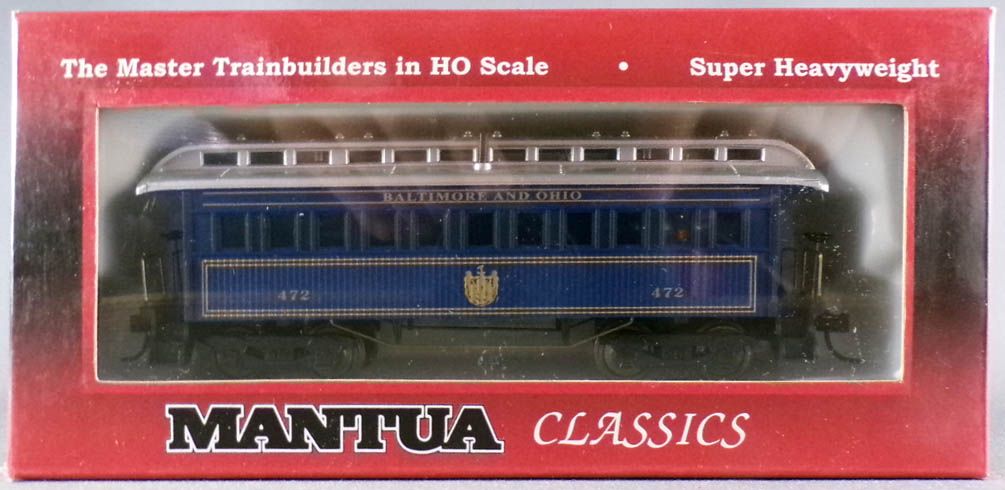 The Master Trainbuilders in HO Scale • Super Heavyweight
BALTIMORE AND OHIO
472 472
MANTUA CLASSICS